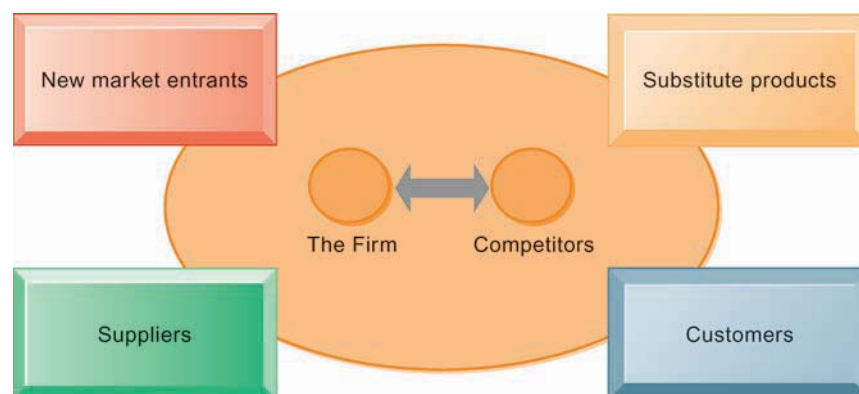 New market entrants
Substitute products
The Firm
Competitors
Suppliers
Customers